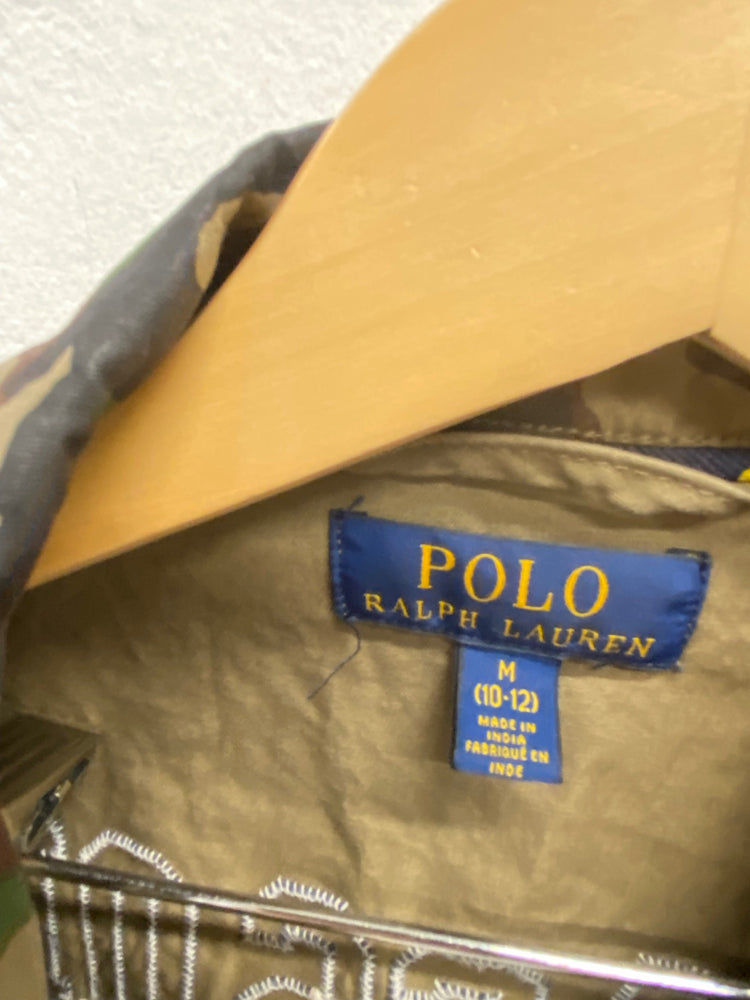 POLO
RALPH LAUREN
M
(10-12)
MADE IN
INDIA
FABRIQUÉ EN
INDE